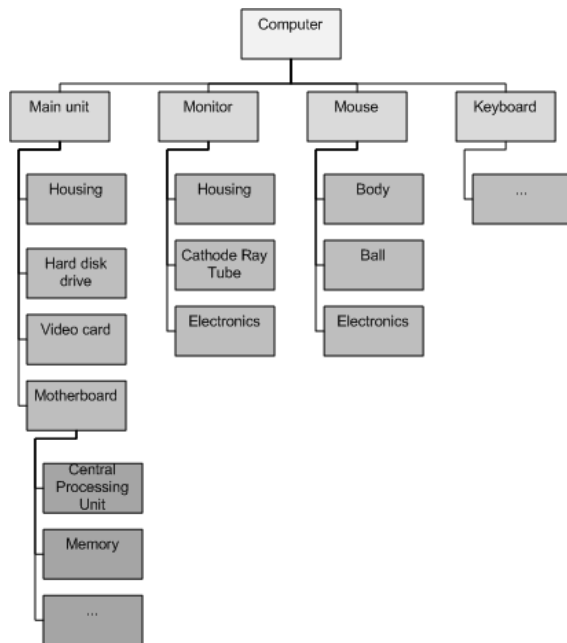 Computer
Main unit
Monitor
Mouse
Keyboard
Housing
Housing
Body
...
Hard disk
drive
Cathode Ray
Tube
Ball
Video card
Electronics
Electronics
Motherboard
Central
Processing
Unit
Memory
...